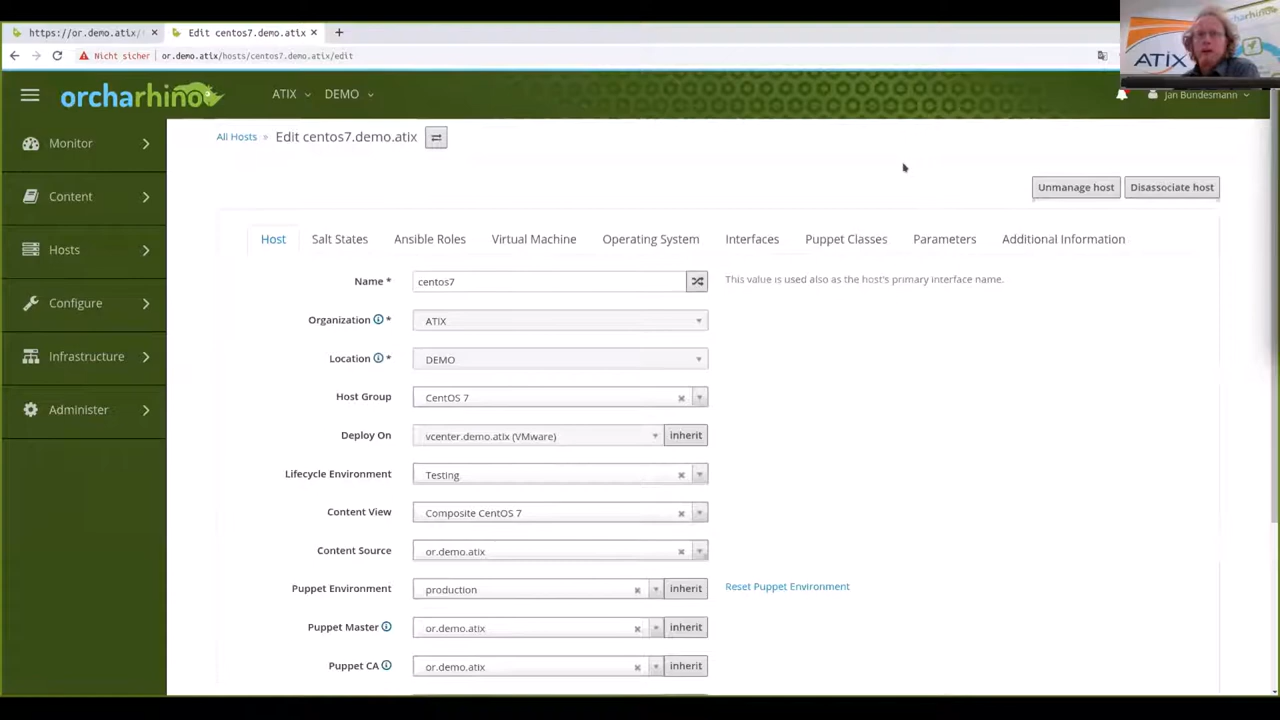 https://or.demo.atix/
Edit centos7.demo.atix
Nicht sicher
or.demo.atix/hosts/centos7.demo.atix/edit
ATIX
orcharhino
ATIX
DEMO
Jan Bundesmann
Monitor
Content
Hosts
Configure
Infrastructure
Administer
All Hosts » Edit centos7.demo.atix
Unmanage host
Disassociate host
Host
Salt States
Ansible Roles
Virtual Machine
Operating System
Interfaces
Puppet Classes
Parameters
Additional Information
Name * centos7
This value is used also as the host's primary interface name.
Organization * ATIX
Location * DEMO
Host Group CentOS 7
Deploy On vcenter.demo.atix (VMware) inherit
Lifecycle Environment Testing
Content View Composite CentOS 7
Content Source or.demo.atix
Puppet Environment production inherit Reset Puppet Environment
Puppet Master or.demo.atix inherit
Puppet CA or.demo.atix inherit